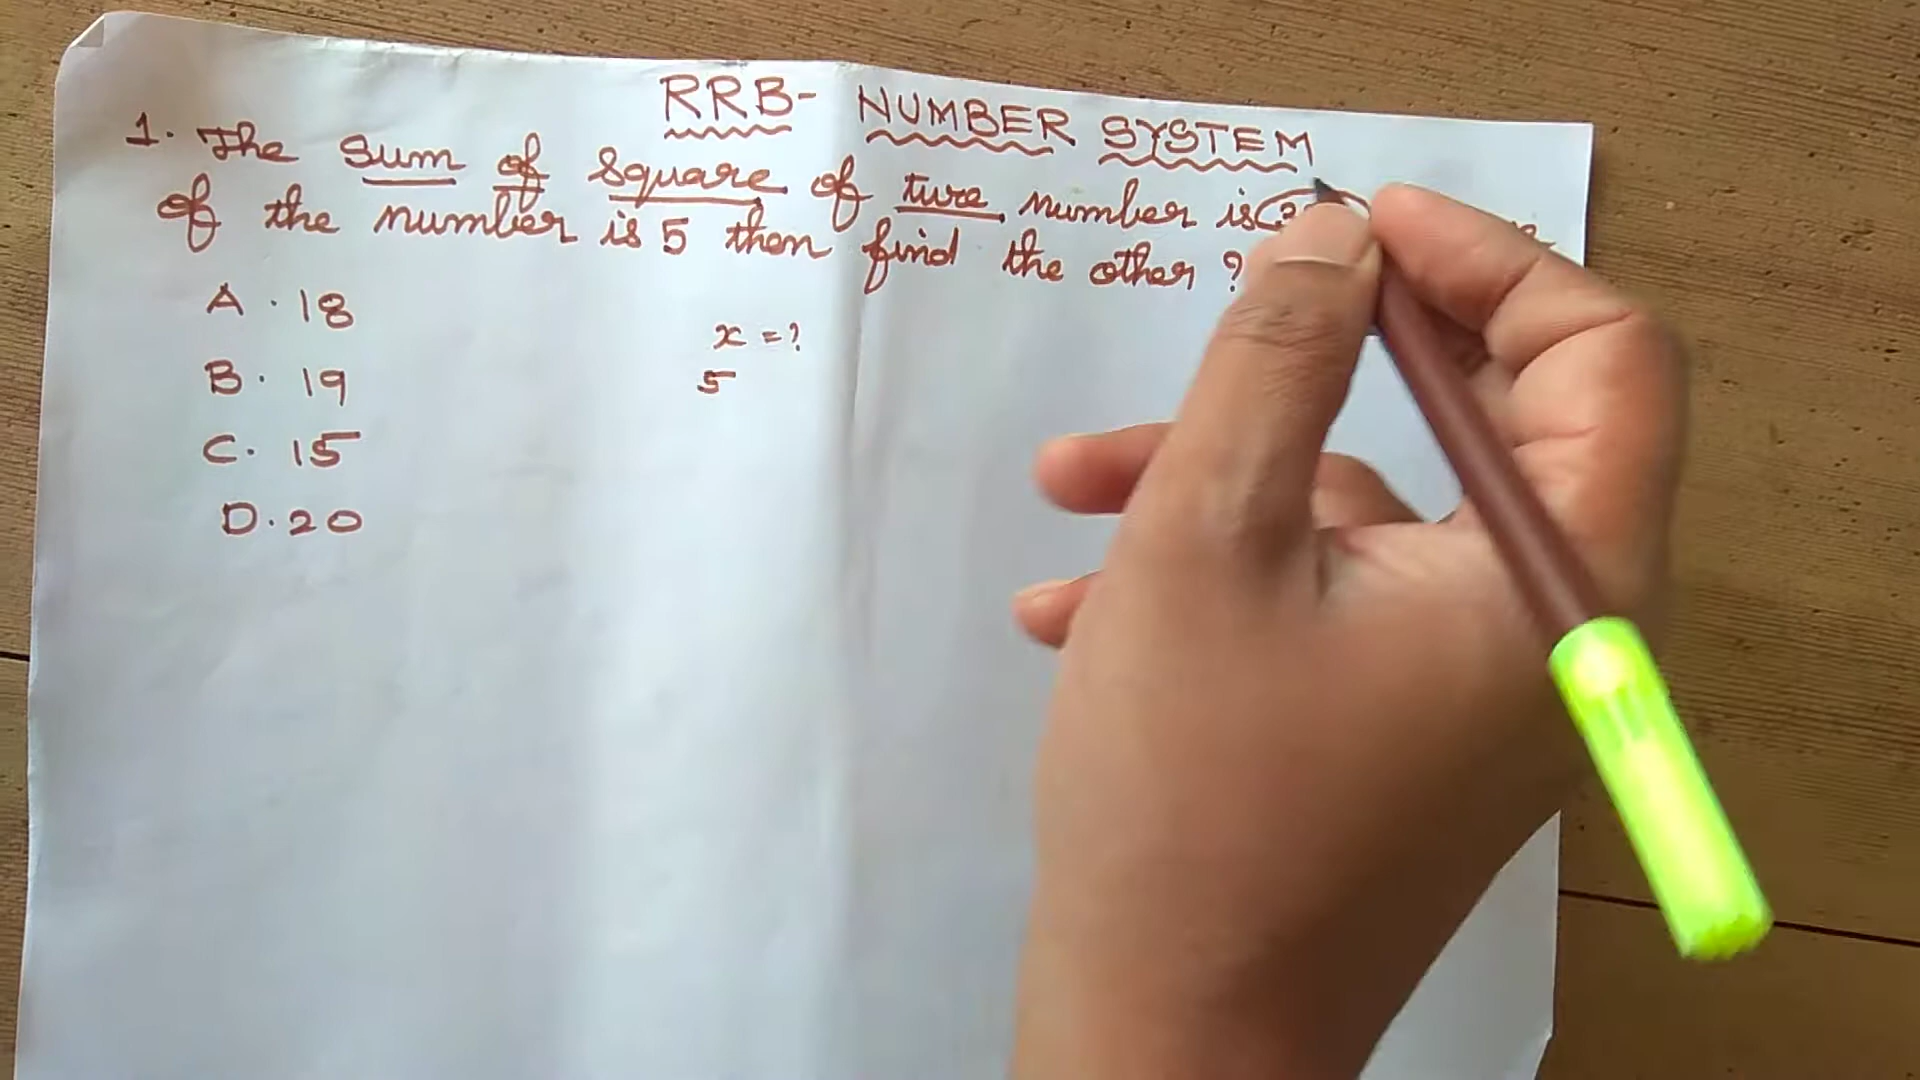 RRB- NUMBER SYSTEM
1. The sum of square of two number is
of the number is 5 then find the other ?
A. 18
B. 19
C. 15
D. 20
x = ?
5